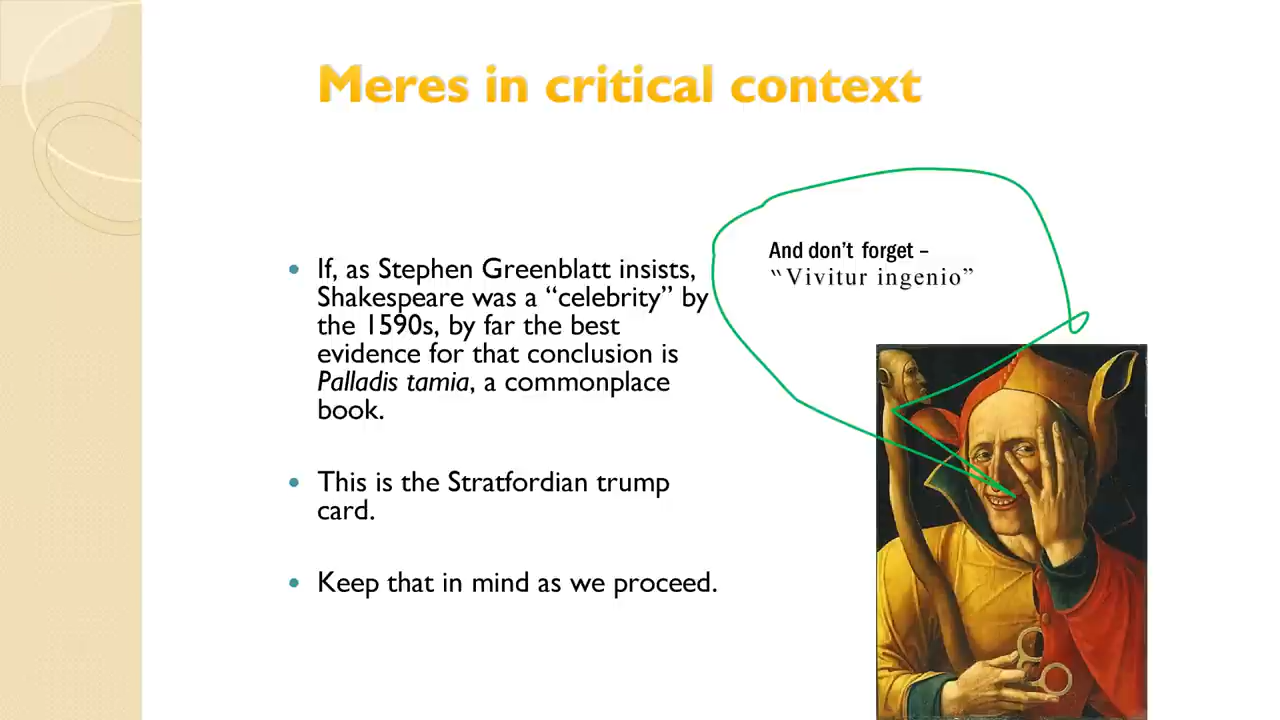 Meres in critical context
If, as Stephen Greenblatt insists,
Shakespeare was a “celebrity” by
the 1590s, by far the best
evidence for that conclusion is
Palladis tamia, a commonplace
book.
This is the Stratfordian trump
card.
Keep that in mind as we proceed.
And don’t forget –
“Vivitur ingenio”